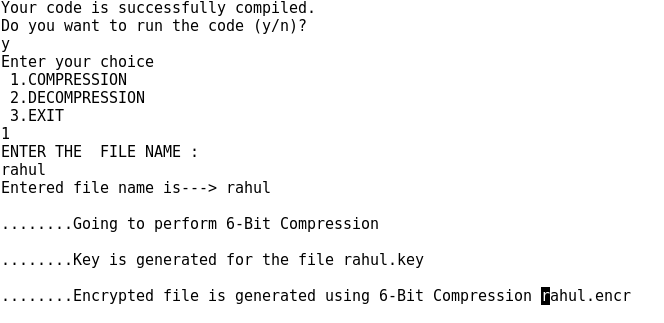 Your code is successfully compiled.
Do you want to run the code (y/n)?
y
Enter your choice
 1.COMPRESSION
 2.DECOMPRESSION
 3.EXIT
1
ENTER THE  FILE NAME :
rahul
Entered file name is---> rahul
........Going to perform 6-Bit Compression
........Key is generated for the file rahul.key
........Encrypted file is generated using 6-Bit Compression rahul.encr